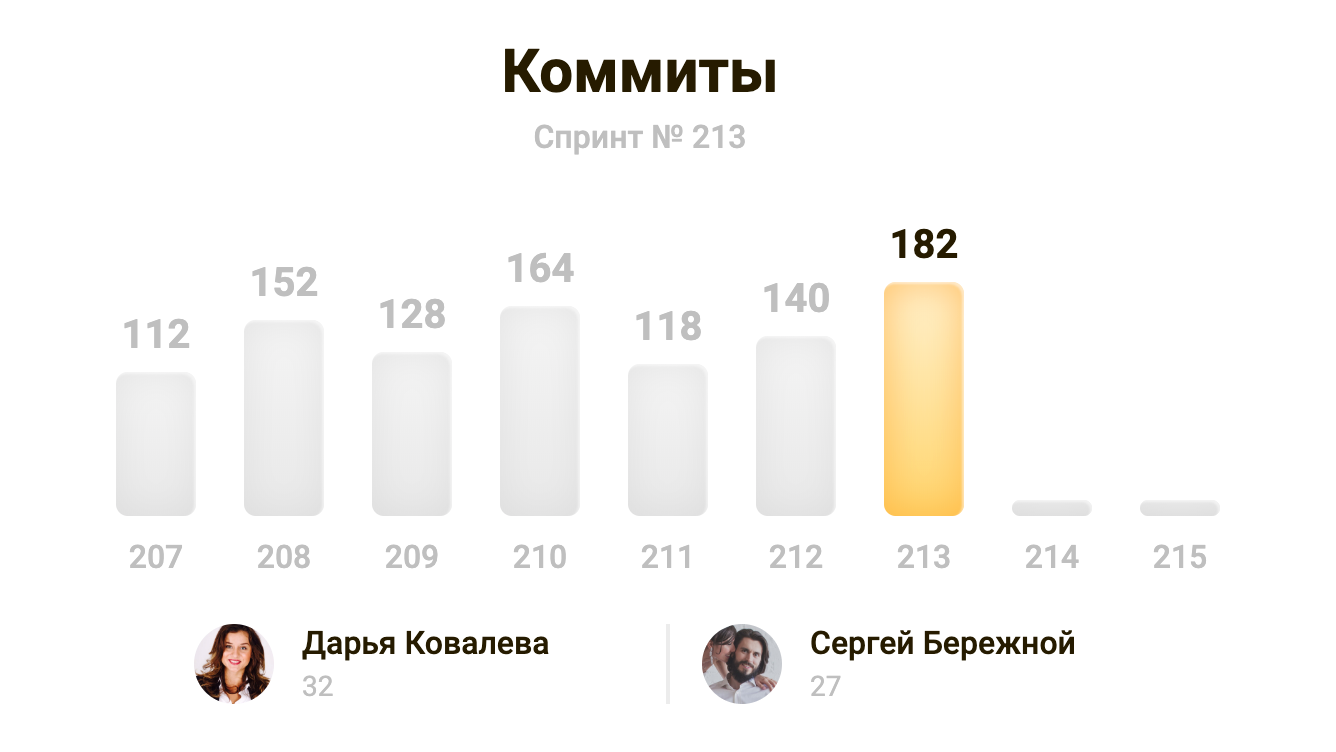 Коммиты
Спринт № 213
112 152 128 164 118 140 182
207 208 209 210 211 212 213 214 215
Дарья Ковалева
32
Сергей Бережной
27